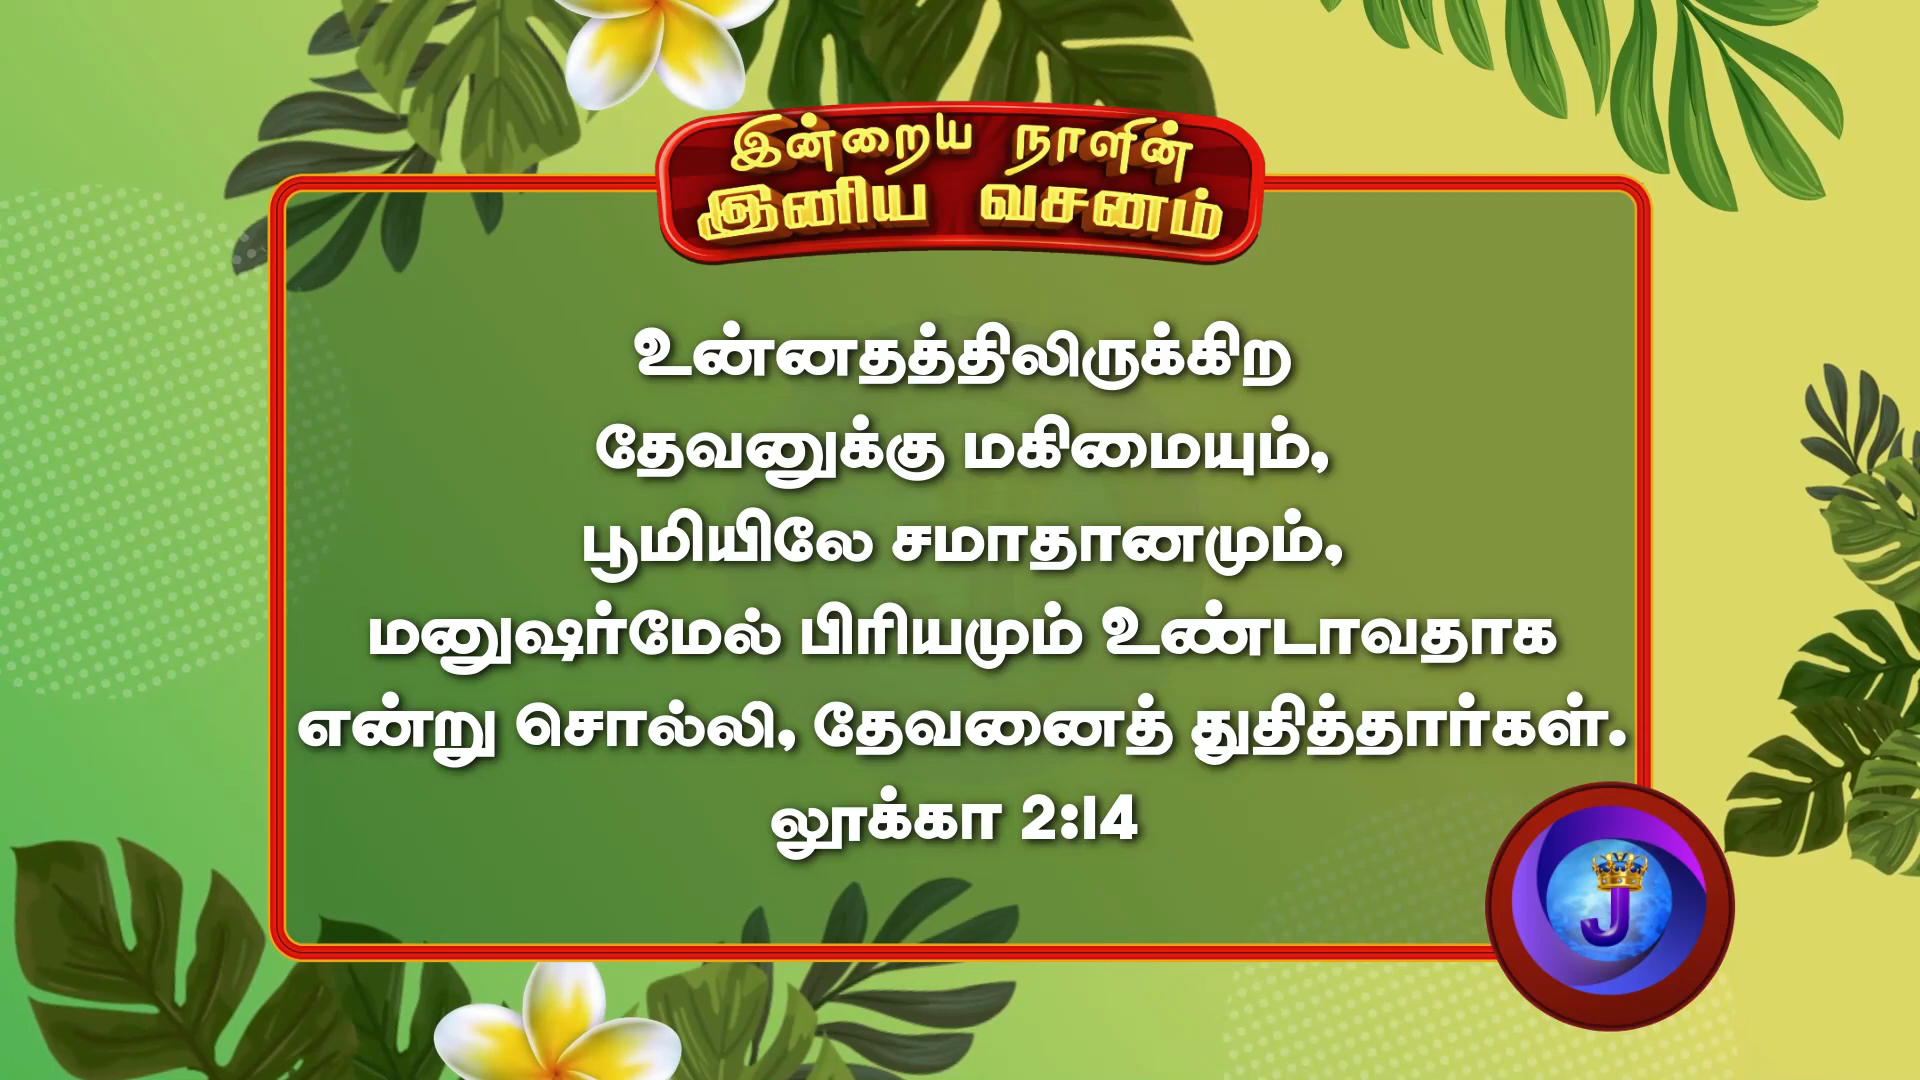 இன்றைய நாளின்
இனிய வசனம்
உன்னதத்திலிருக்கிற
தேவனுக்கு மகிமையும்,
பூமியிலே சமாதானமும்,
மனுஷர்மேல் பிரியமும் உண்டாவதாக
என்று சொல்லி, தேவனைத் துதித்தார்கள்.
லூக்கா 2:14
J